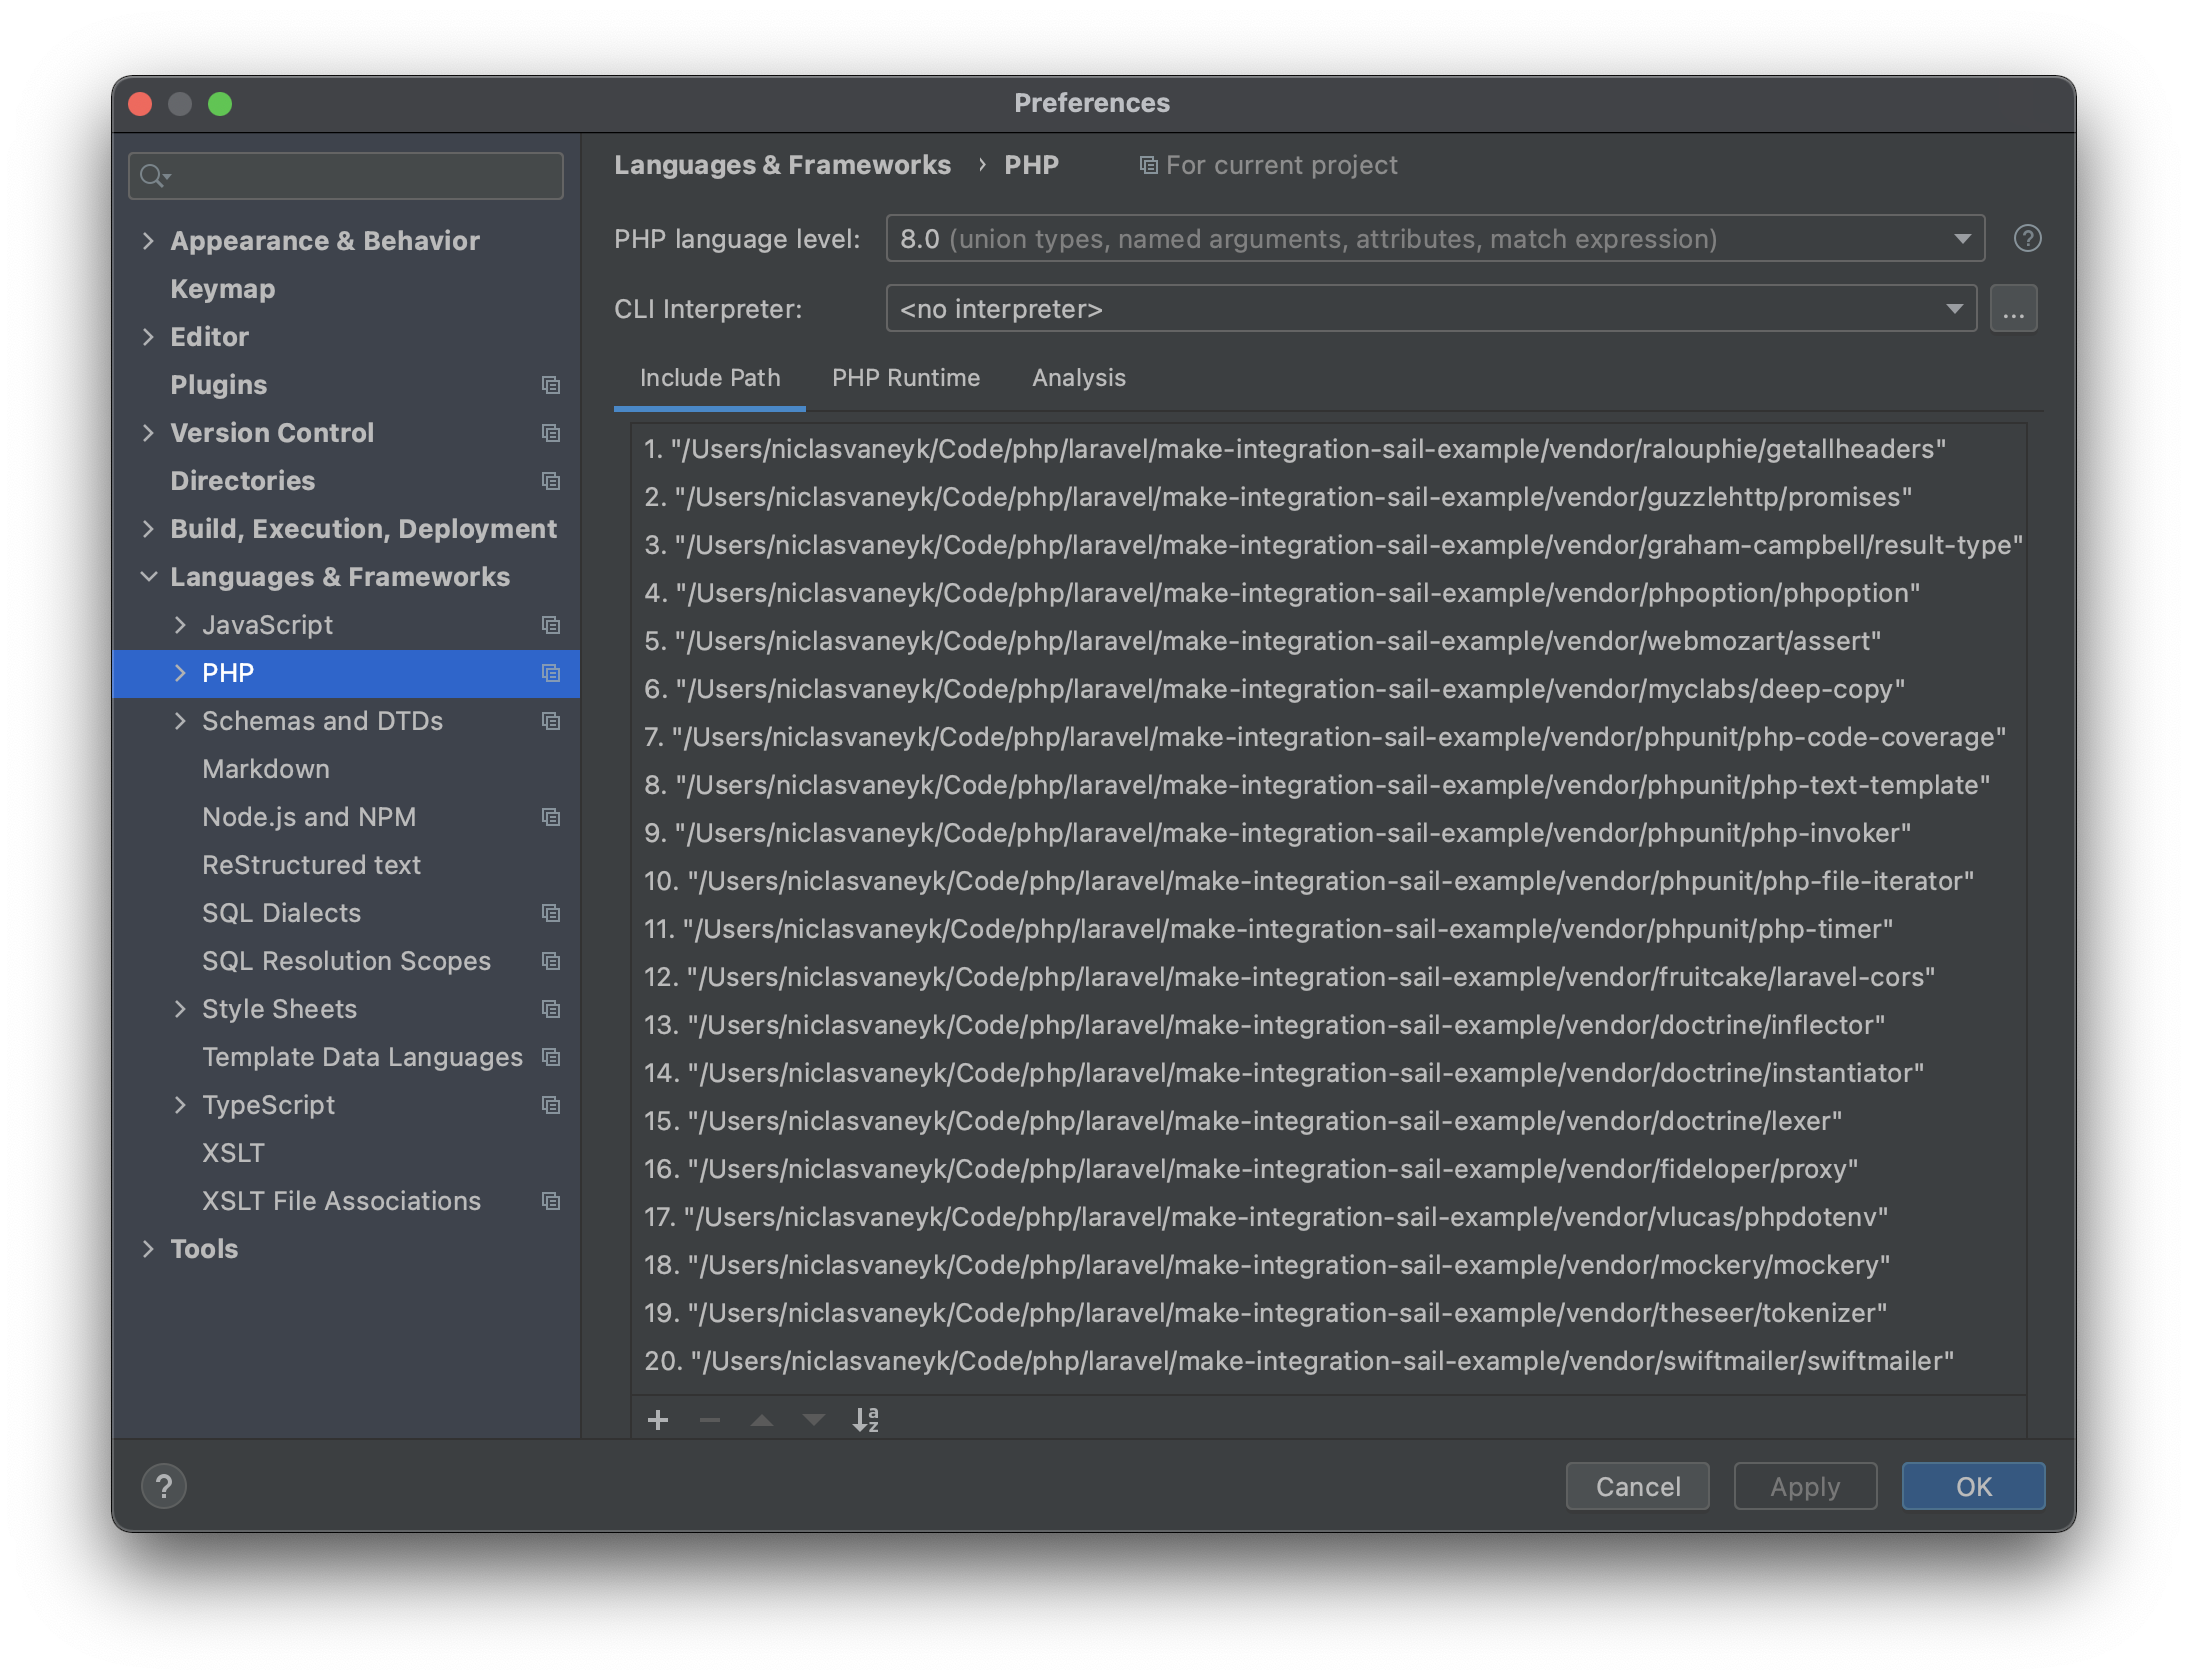 Preferences
Appearance & Behavior
Keymap
Editor
Plugins
Version Control
Directories
Build, Execution, Deployment
Languages & Frameworks
JavaScript
PHP
Schemas and DTDs
Markdown
Node.js and NPM
ReStructured text
SQL Dialects
SQL Resolution Scopes
Style Sheets
Template Data Languages
TypeScript
XSLT
XSLT File Associations
Tools
Languages & Frameworks › PHP For current project
PHP language level: 8.0 (union types, named arguments, attributes, match expression) ?
CLI Interpreter: <no interpreter> ...
Include Path PHP Runtime Analysis
1. "/Users/niclasvaneyk/Code/php/laravel/make-integration-sail-example/vendor/ralouphie/getallheaders"
2. "/Users/niclasvaneyk/Code/php/laravel/make-integration-sail-example/vendor/guzzlehttp/promises"
3. "/Users/niclasvaneyk/Code/php/laravel/make-integration-sail-example/vendor/graham-campbell/result-type"
4. "/Users/niclasvaneyk/Code/php/laravel/make-integration-sail-example/vendor/phpoption/phpoption"
5. "/Users/niclasvaneyk/Code/php/laravel/make-integration-sail-example/vendor/webmozart/assert"
6. "/Users/niclasvaneyk/Code/php/laravel/make-integration-sail-example/vendor/myclabs/deep-copy"
7. "/Users/niclasvaneyk/Code/php/laravel/make-integration-sail-example/vendor/phpunit/php-code-coverage"
8. "/Users/niclasvaneyk/Code/php/laravel/make-integration-sail-example/vendor/phpunit/php-text-template"
9. "/Users/niclasvaneyk/Code/php/laravel/make-integration-sail-example/vendor/phpunit/php-invoker"
10. "/Users/niclasvaneyk/Code/php/laravel/make-integration-sail-example/vendor/phpunit/php-file-iterator"
11. "/Users/niclasvaneyk/Code/php/laravel/make-integration-sail-example/vendor/phpunit/php-timer"
12. "/Users/niclasvaneyk/Code/php/laravel/make-integration-sail-example/vendor/fruitcake/laravel-cors"
13. "/Users/niclasvaneyk/Code/php/laravel/make-integration-sail-example/vendor/doctrine/inflector"
14. "/Users/niclasvaneyk/Code/php/laravel/make-integration-sail-example/vendor/doctrine/instantiator"
15. "/Users/niclasvaneyk/Code/php/laravel/make-integration-sail-example/vendor/doctrine/lexer"
16. "/Users/niclasvaneyk/Code/php/laravel/make-integration-sail-example/vendor/fideloper/proxy"
17. "/Users/niclasvaneyk/Code/php/laravel/make-integration-sail-example/vendor/vlucas/phpdotenv"
18. "/Users/niclasvaneyk/Code/php/laravel/make-integration-sail-example/vendor/mockery/mockery"
19. "/Users/niclasvaneyk/Code/php/laravel/make-integration-sail-example/vendor/theseer/tokenizer"
20. "/Users/niclasvaneyk/Code/php/laravel/make-integration-sail-example/vendor/swiftmailer/swiftmailer"
a z
? Cancel Apply OK